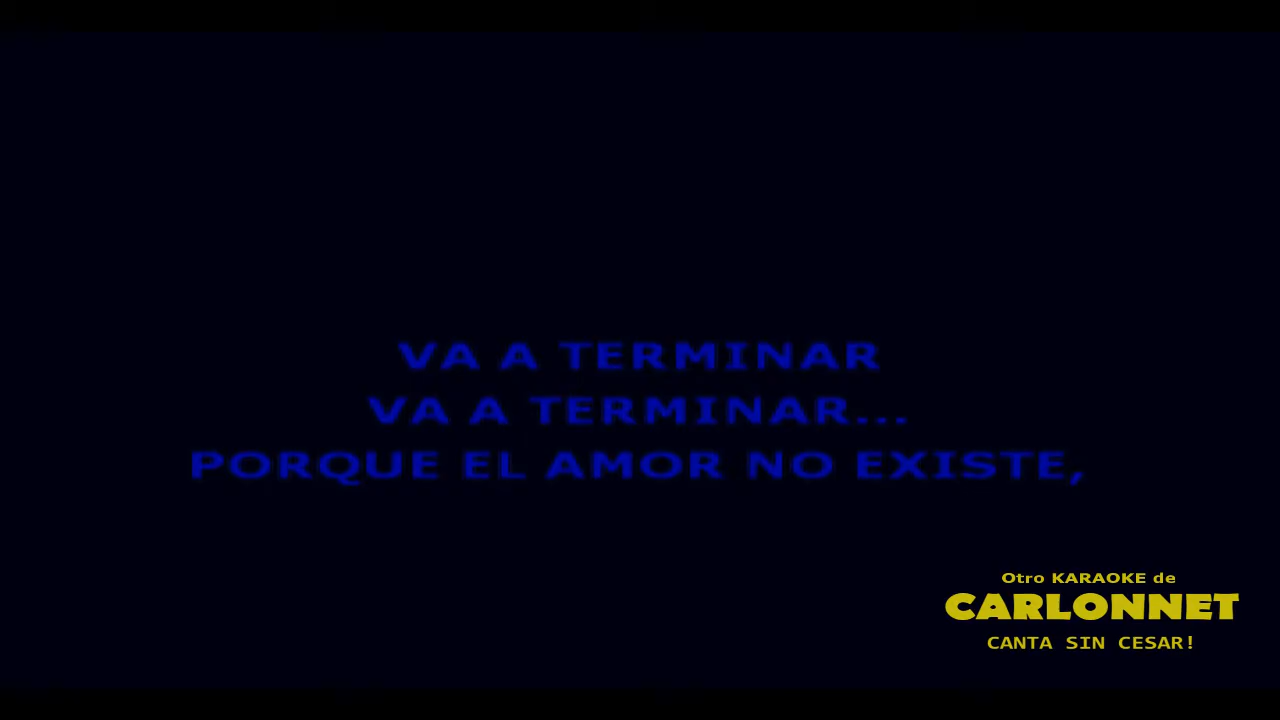 VA A TERMINAR
VA A TERMINAR...
PORQUE EL AMOR NO EXISTE,
Otro KARAOKE de
CARLONNET
CANTA SIN CESAR!